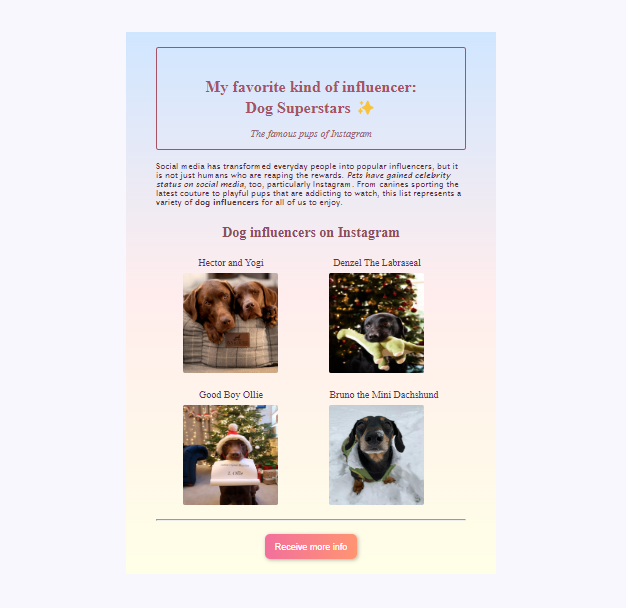 My favorite kind of influencer:
Dog Superstars ✨
The famous pups of Instagram
Social media has transformed everyday people into popular influencers, but it
is not just humans who are reaping the rewards. Pets have gained celebrity
status on social media, too, particularly Instagram. From canines sporting the
latest couture to playful pups that are addicting to watch, this list represents a
variety of dog influencers for all of us to enjoy.
Dog influencers on Instagram
Hector and Yogi
Denzel The Labraseal
Good Boy Ollie
Bruno the Mini Dachshund
Receive more info